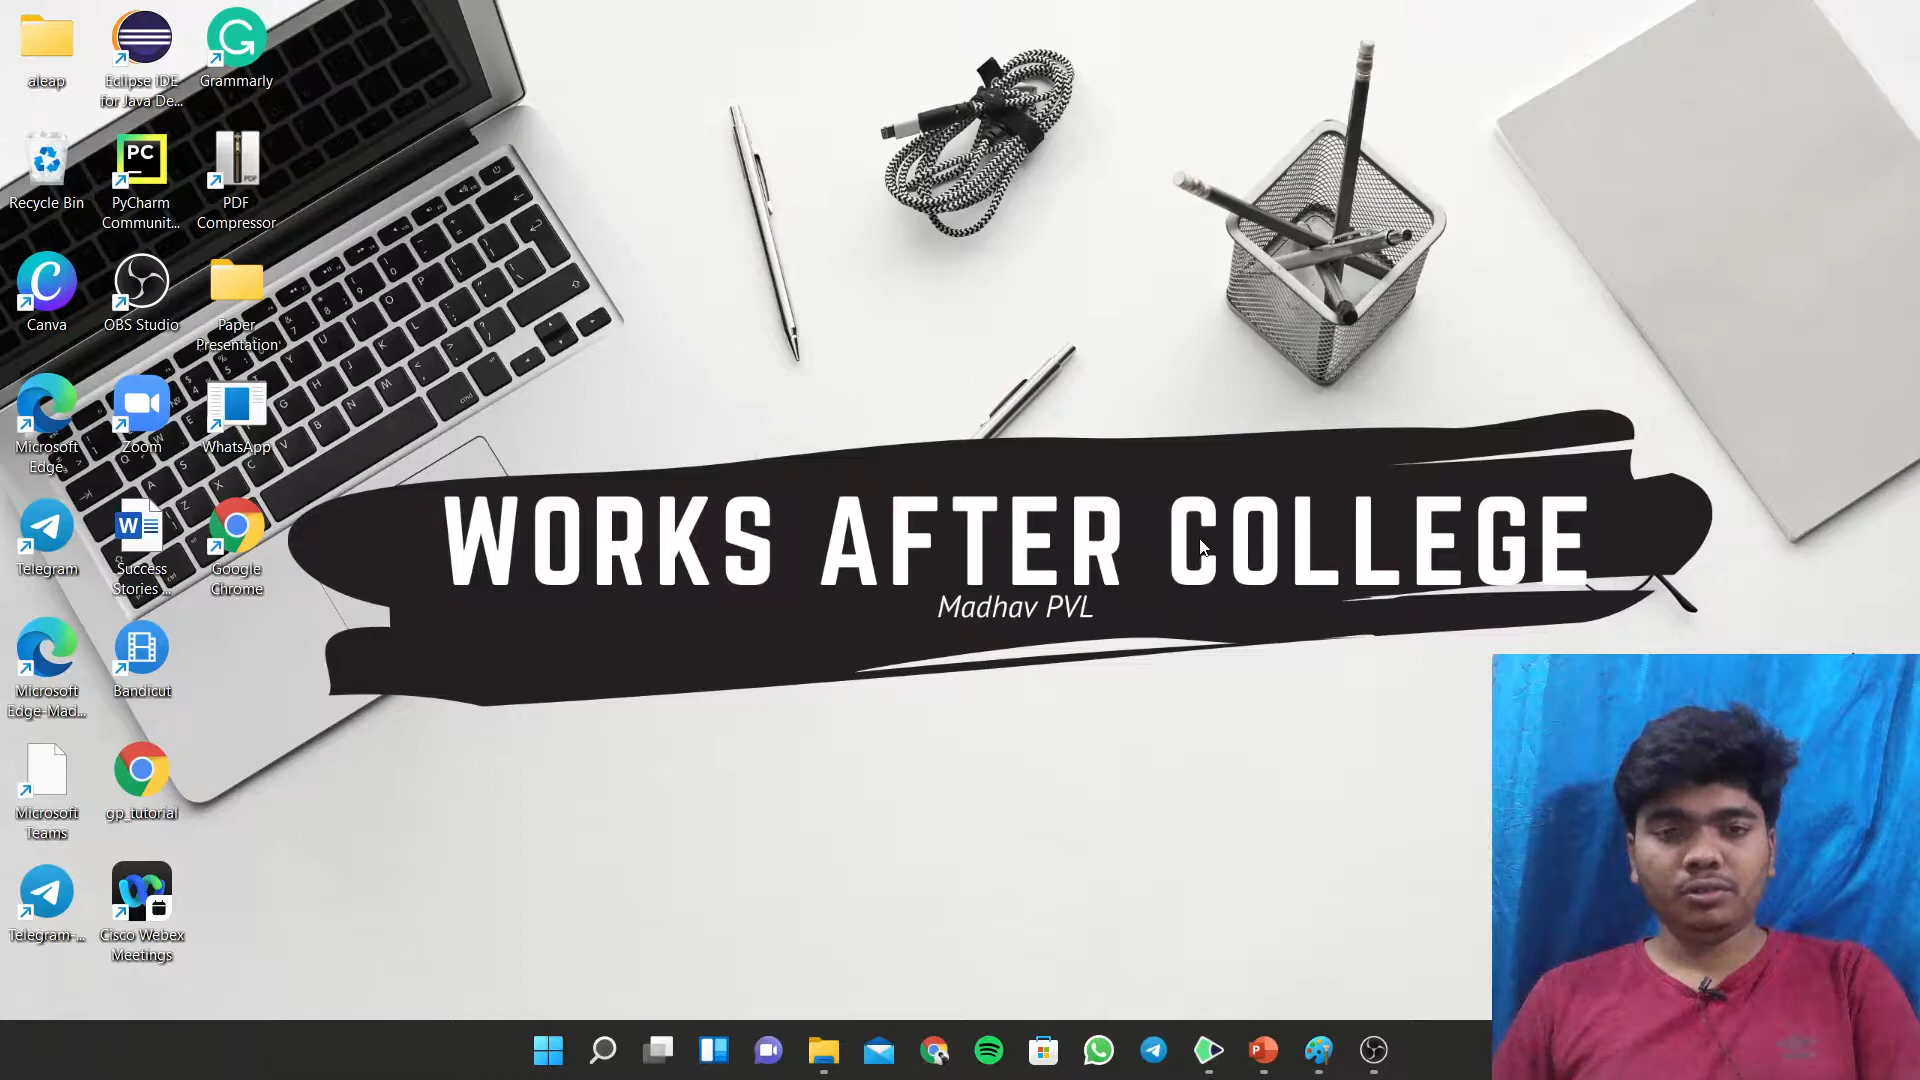 aleap
Eclipse IDE
for Java De...
Grammarly
Recycle Bin
PC
PyCharm
Communit...
PDF
PDF
Compressor
Canva
OBS Studio
Paper
Presentation
Microsoft
Edge
Zoom
WhatsApp
Telegram
W
Success
Stories ...
Google
Chrome
Microsoft
Edge-Mad...
Bandicut
Microsoft
Teams
gp_tutorial
Telegram-...
Cisco Webex
Meetings
WORKS AFTER COLLEGE
Madhav PVL